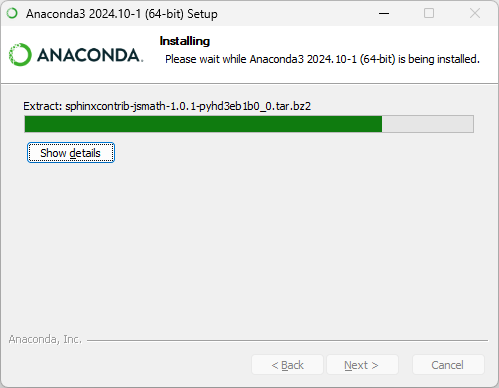 Anaconda3 2024.10-1 (64-bit) Setup
ANACONDA.
Installing
Please wait while Anaconda3 2024.10-1 (64-bit) is being installed.
Extract: sphinxcontrib-jsmath-1.0.1-pyhd3eb1b0_0.tar.bz2
Show details
Anaconda, Inc.
< Back
Next >
Cancel